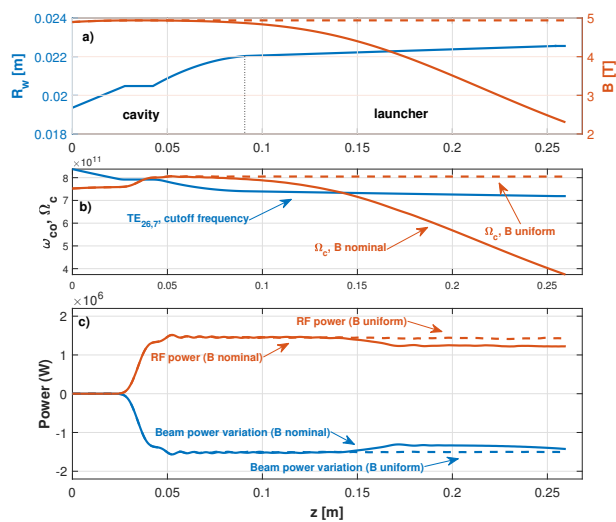 0.024
0.022
0.02
0.018
R_w [m]
a)
cavity
launcher
5
4
3
2
B [T]
0
0.05
0.1
0.15
0.2
0.25
×10^11
8
7
6
5
4
ω_co, Ω_c
b)
TE_26,7, cutoff frequency
Ω_c, B nominal
Ω_c, B uniform
0
0.05
0.1
0.15
0.2
0.25
×10^6
2
1
0
-1
-2
Power (W)
c)
RF power (B uniform)
RF power (B nominal)
Beam power variation (B nominal)
Beam power variation (B uniform)
0
0.05
0.1
0.15
0.2
0.25
z [m]